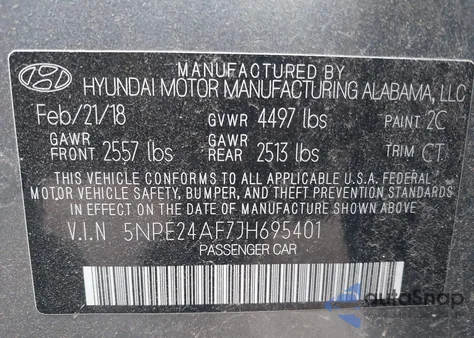 MANUFACTURED BY
HYUNDAI MOTOR MANUFACTURING ALABAMA, LLC
Feb/21/18 GVWR 4497 lbs PAINT 2C
GAWR FRONT 2557 lbs GAWR REAR 2513 lbs TRIM CT
THIS VEHICLE CONFORMS TO ALL APPLICABLE U.S.A. FEDERAL
MOTOR VEHICLE SAFETY, BUMPER, AND THEFT PREVENTION STANDARDS
IN EFFECT ON THE DATE OF MANUFACTURE SHOWN ABOVE.
V.I.N 5NPE24AF7JH695401
PASSENGER CAR
autoSnap